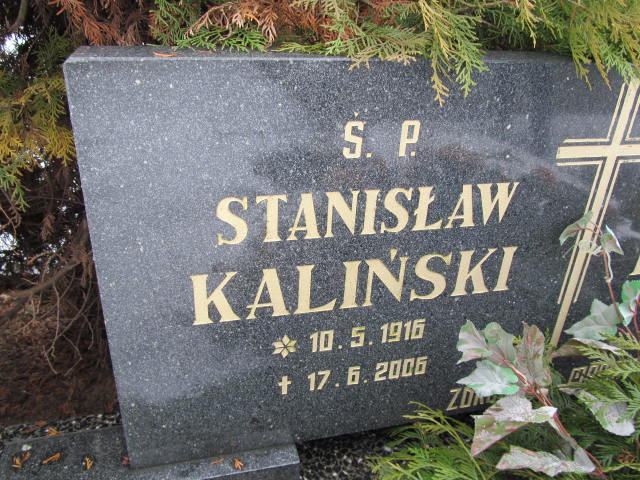 Ś. P.
STANISŁAW
KALIŃSKI
* 10.5.1916
✝ 17.6.2006